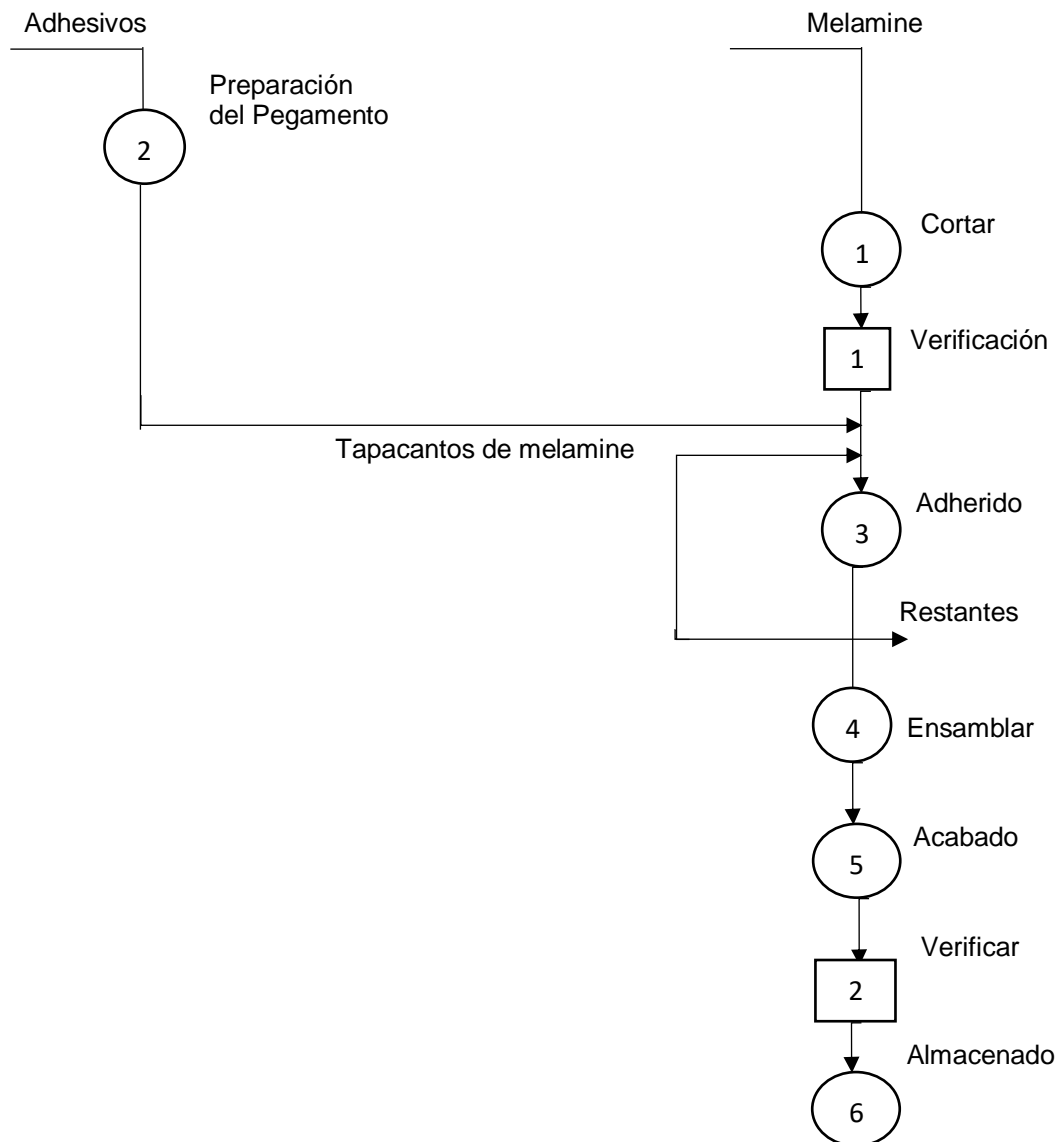 Adhesivos
Melamine
Preparación
del Pegamento
2
Cortar
1
Verificación
1
Tapacantos de melamine
Adherido
3
Restantes
4
Ensamblar
Acabado
5
Verificar
2
Almacenado
6